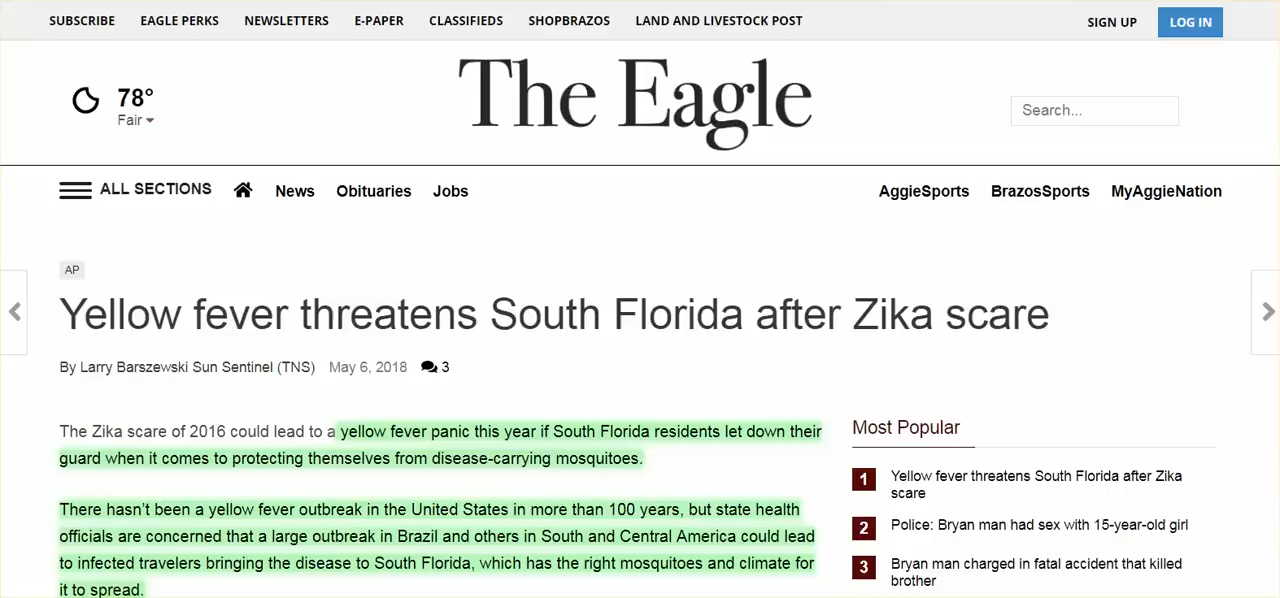 SUBSCRIBE EAGLE PERKS NEWSLETTERS E-PAPER CLASSIFIEDS SHOPBRAZOS LAND AND LIVESTOCK POST SIGN UP LOG IN
78°
Fair
The Eagle
Search...
ALL SECTIONS News Obituaries Jobs AggieSports BrazosSports MyAggieNation
AP
Yellow fever threatens South Florida after Zika scare
By Larry Barszewski Sun Sentinel (TNS) May 6, 2018 3
The Zika scare of 2016 could lead to a yellow fever panic this year if South Florida residents let down their
guard when it comes to protecting themselves from disease-carrying mosquitoes.
There hasn't been a yellow fever outbreak in the United States in more than 100 years, but state health
officials are concerned that a large outbreak in Brazil and others in South and Central America could lead
to infected travelers bringing the disease to South Florida, which has the right mosquitoes and climate for
it to spread.
Most Popular
1 Yellow fever threatens South Florida after Zika
scare
2 Police: Bryan man had sex with 15-year-old girl
3 Bryan man charged in fatal accident that killed
brother